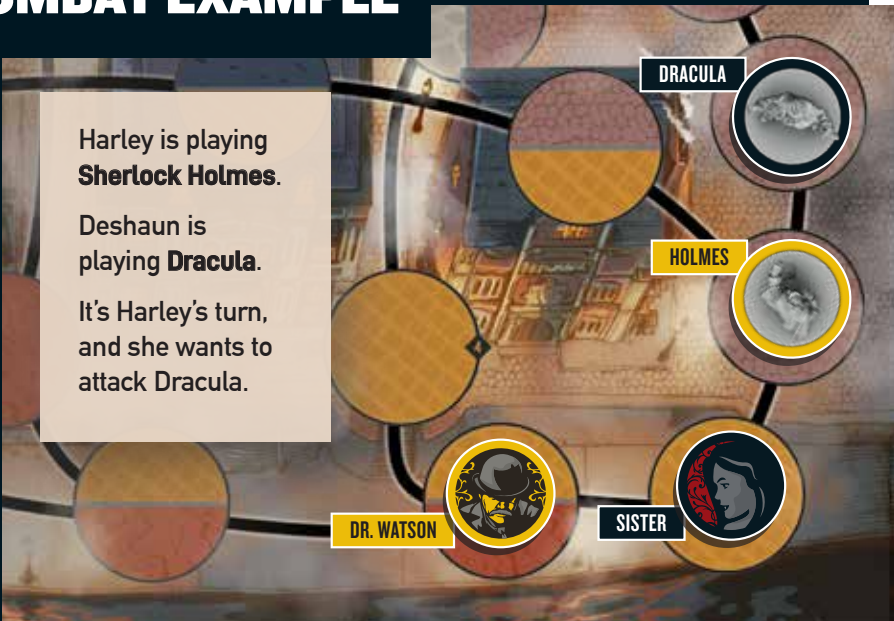 COMBAT EXAMPLE
Harley is playing
Sherlock Holmes.
Deshaun is
playing Dracula.
It's Harley's turn,
and she wants to
attack Dracula.
DRACULA
HOLMES
DR. WATSON
SISTER
4